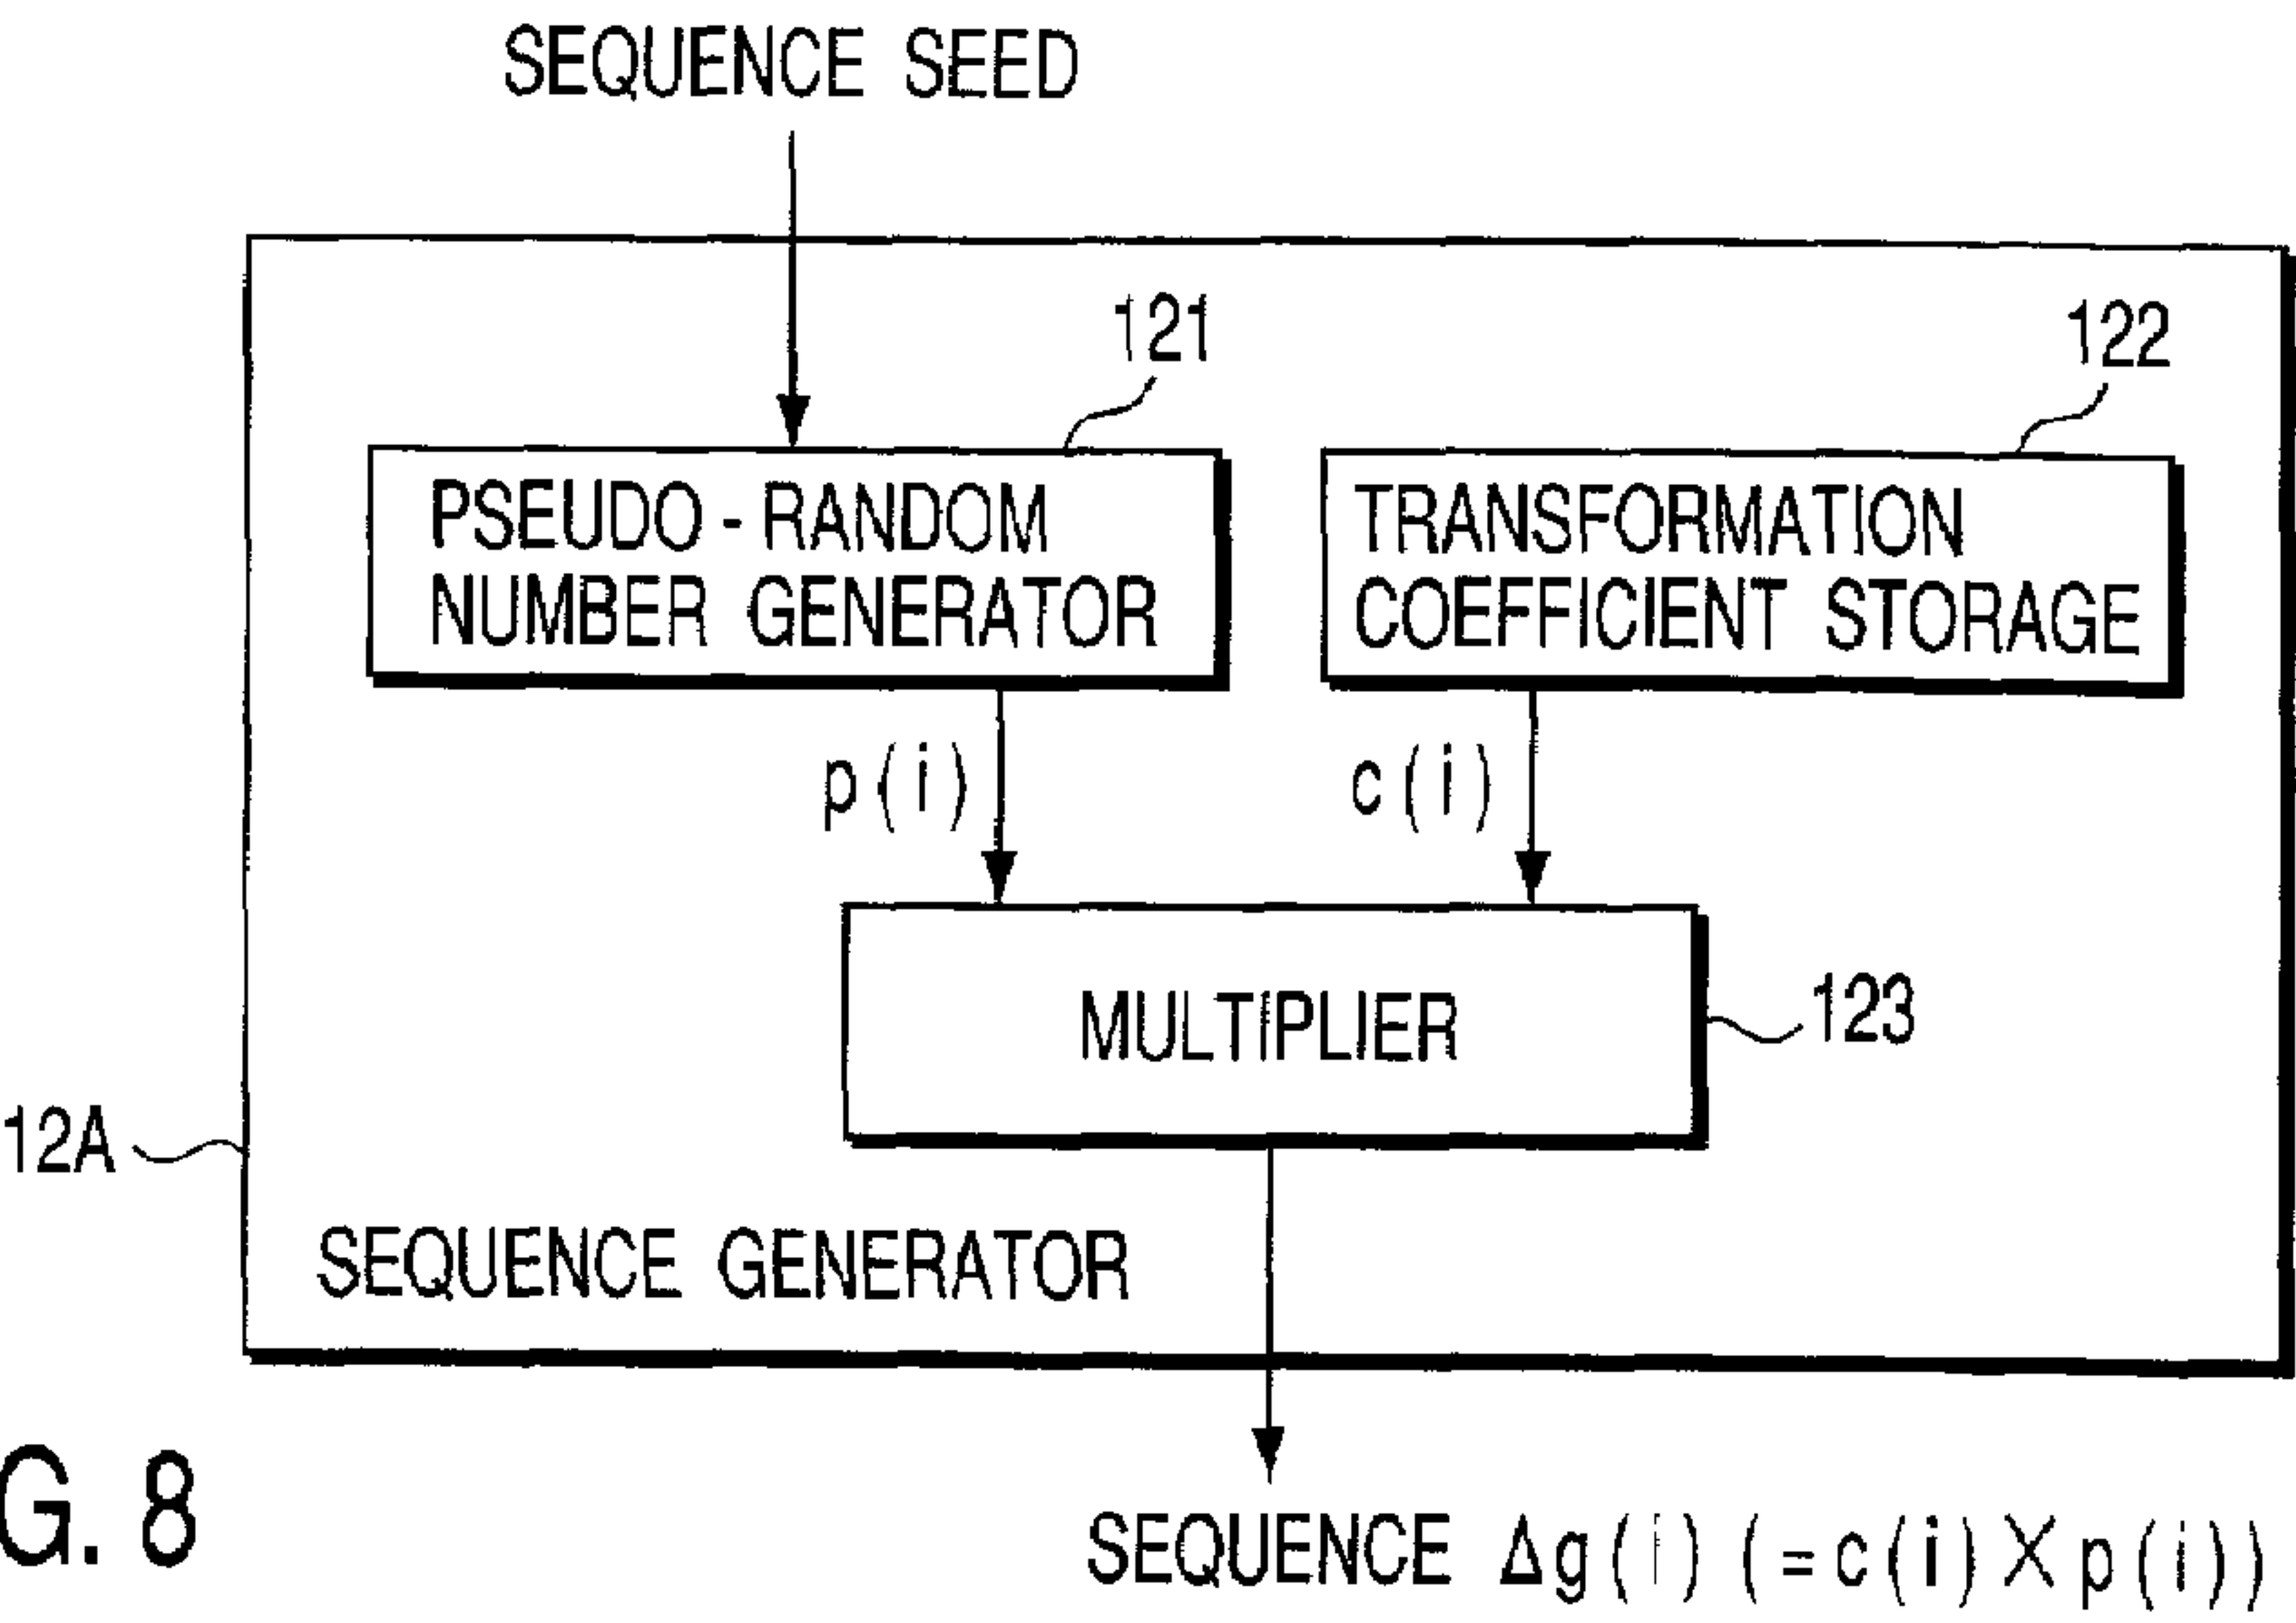 SEQUENCE SEED
121
122
PSEUDO - RANDOM
NUMBER GENERATOR
TRANSFORMATION
COEFFICIENT STORAGE
p(i)
c(i)
MULTIPLIER
123
12A
SEQUENCE GENERATOR
G. 8
SEQUENCE Δg(i) (=c(i)×p(i))